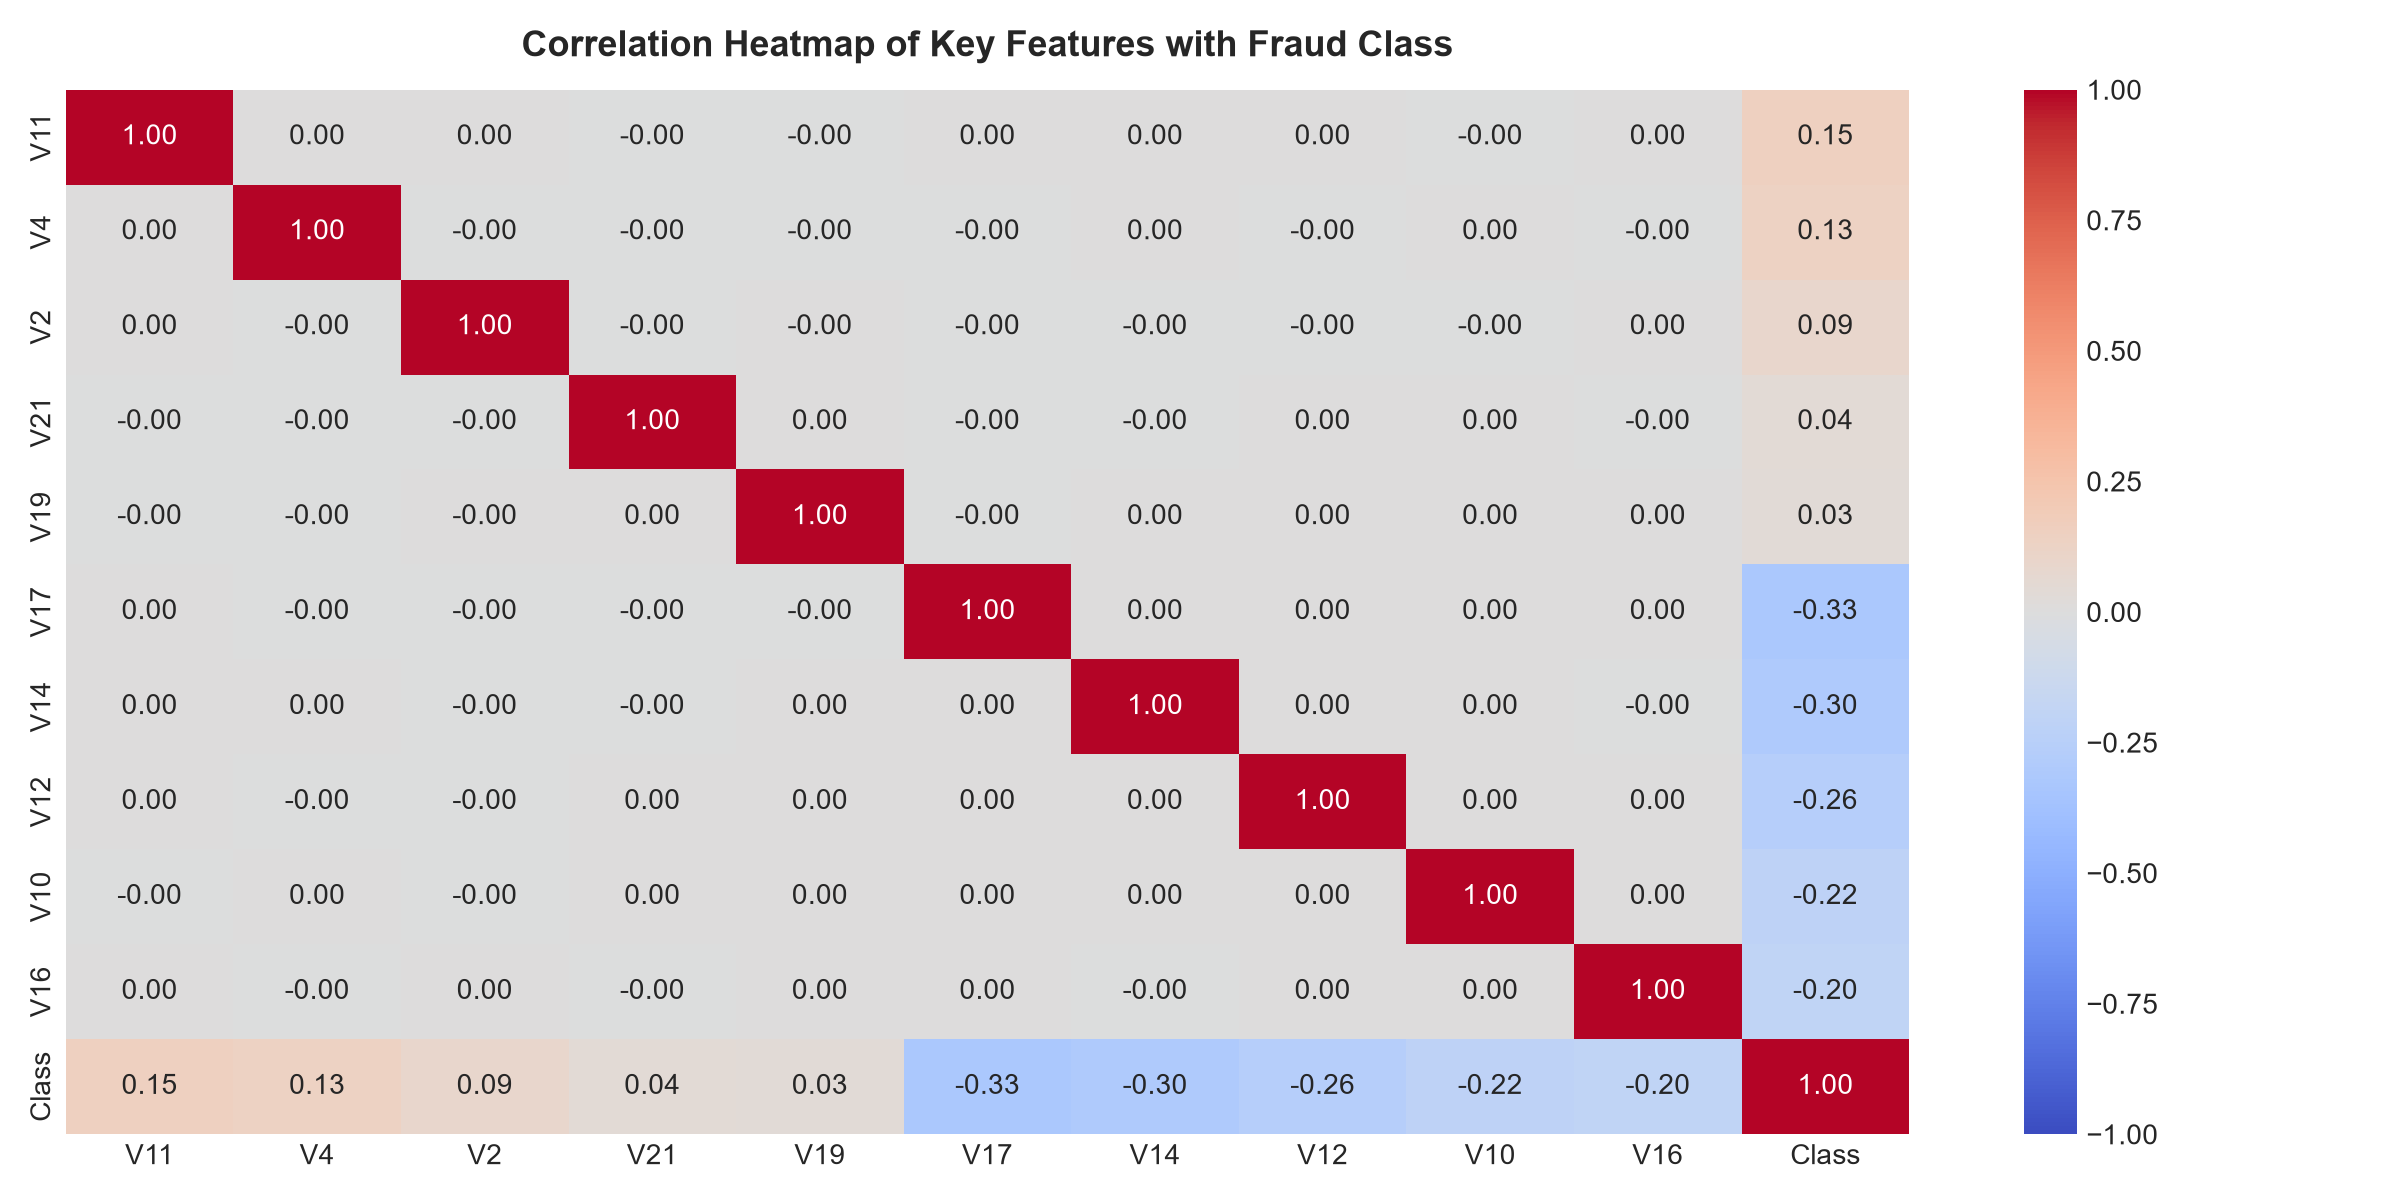 Correlation Heatmap of Key Features with Fraud Class
V11 1.00 0.00 0.00 -0.00 -0.00 0.00 0.00 0.00 -0.00 0.00 0.15
V4 0.00 1.00 -0.00 -0.00 -0.00 -0.00 0.00 -0.00 0.00 -0.00 0.13
V2 0.00 -0.00 1.00 -0.00 -0.00 -0.00 -0.00 -0.00 -0.00 0.00 0.09
V21 -0.00 -0.00 -0.00 1.00 0.00 -0.00 -0.00 0.00 0.00 -0.00 0.04
V19 -0.00 -0.00 -0.00 0.00 1.00 -0.00 0.00 0.00 0.00 0.00 0.03
V17 0.00 -0.00 -0.00 -0.00 -0.00 1.00 0.00 0.00 0.00 0.00 -0.33
V14 0.00 0.00 -0.00 -0.00 0.00 0.00 1.00 0.00 0.00 -0.00 -0.30
V12 0.00 -0.00 -0.00 0.00 0.00 0.00 0.00 1.00 0.00 0.00 -0.26
V10 -0.00 0.00 -0.00 0.00 0.00 0.00 0.00 0.00 1.00 0.00 -0.22
V16 0.00 -0.00 0.00 -0.00 0.00 0.00 -0.00 0.00 0.00 1.00 -0.20
Class 0.15 0.13 0.09 0.04 0.03 -0.33 -0.30 -0.26 -0.22 -0.20 1.00
V11 V4 V2 V21 V19 V17 V14 V12 V10 V16 Class
1.00
0.75
0.50
0.25
0.00
−0.25
−0.50
−0.75
−1.00